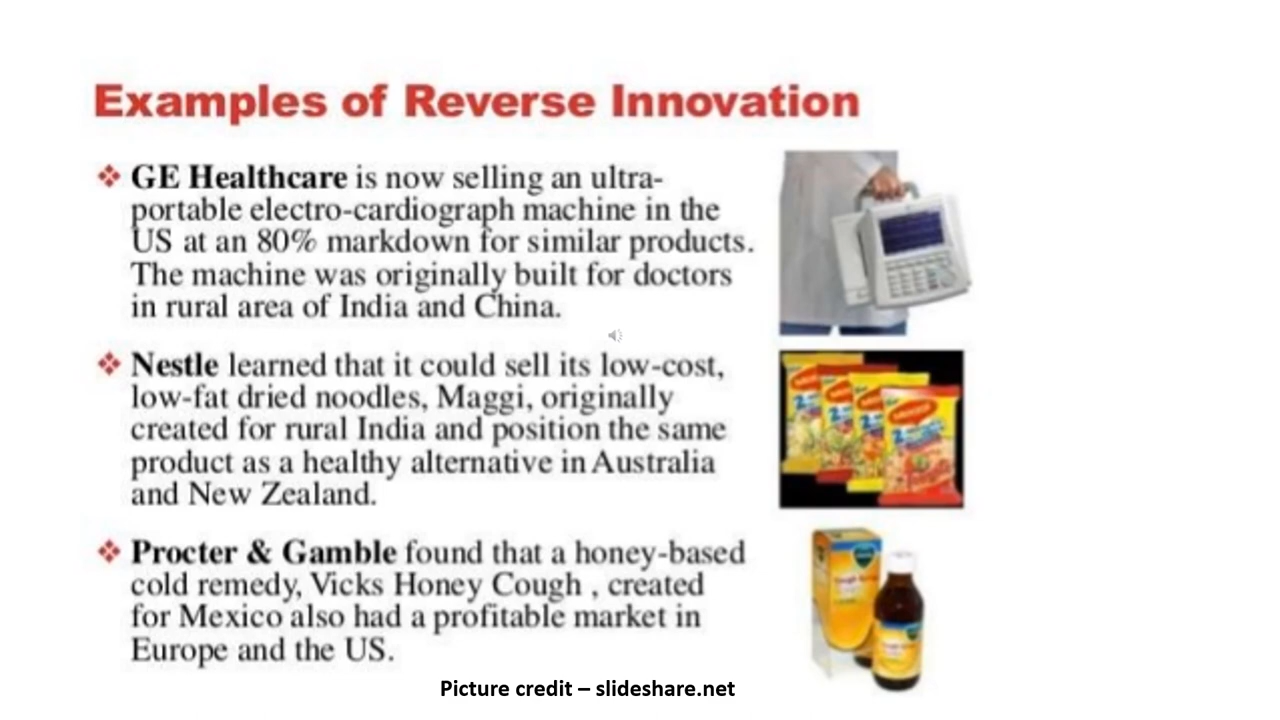 Examples of Reverse Innovation
❖ GE Healthcare is now selling an ultra-
portable electro-cardiograph machine in the
US at an 80% markdown for similar products.
The machine was originally built for doctors
in rural area of India and China.
❖ Nestle learned that it could sell its low-cost,
low-fat dried noodles, Maggi, originally
created for rural India and position the same
product as a healthy alternative in Australia
and New Zealand.
❖ Procter & Gamble found that a honey-based
cold remedy, Vicks Honey Cough , created
for Mexico also had a profitable market in
Europe and the US.
Picture credit – slideshare.net